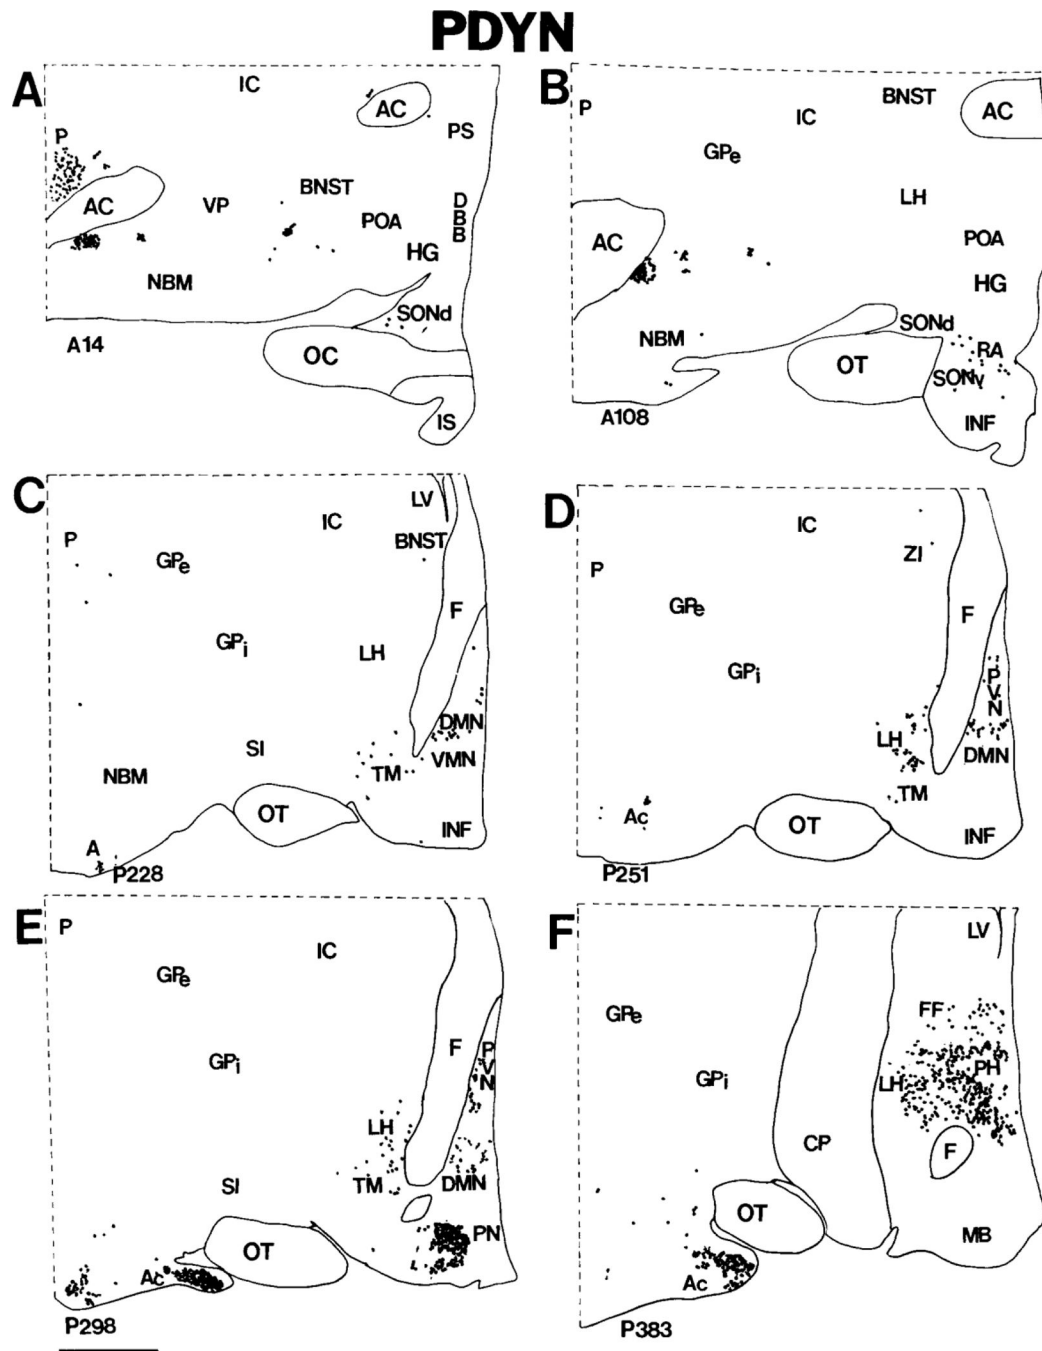 PDYN
A
IC
AC
PS
P
AC
VP
BNST
POA
D
B
B
HG
NBM
SONd
A14
OC
IS
B
P
BNST
AC
IC
GPe
LH
AC
POA
HG
NBM
SONd
RA
OT
SONv
A108
INF
C
LV
IC
P
BNST
GPe
F
GPi
LH
DMN
SI
VMN
NBM
TM
OT
INF
A
P228
D
IC
ZI
P
GPe
F
GPi
P
V
N
LH
DMN
TM
Ac
OT
INF
P251
E
P
IC
GPe
F
P
V
N
GPi
LH
TM
DMN
SI
PN
OT
Ac
P298
F
LV
FF
GPe
PH
GPi
LH
CP
F
OT
MB
Ac
P383